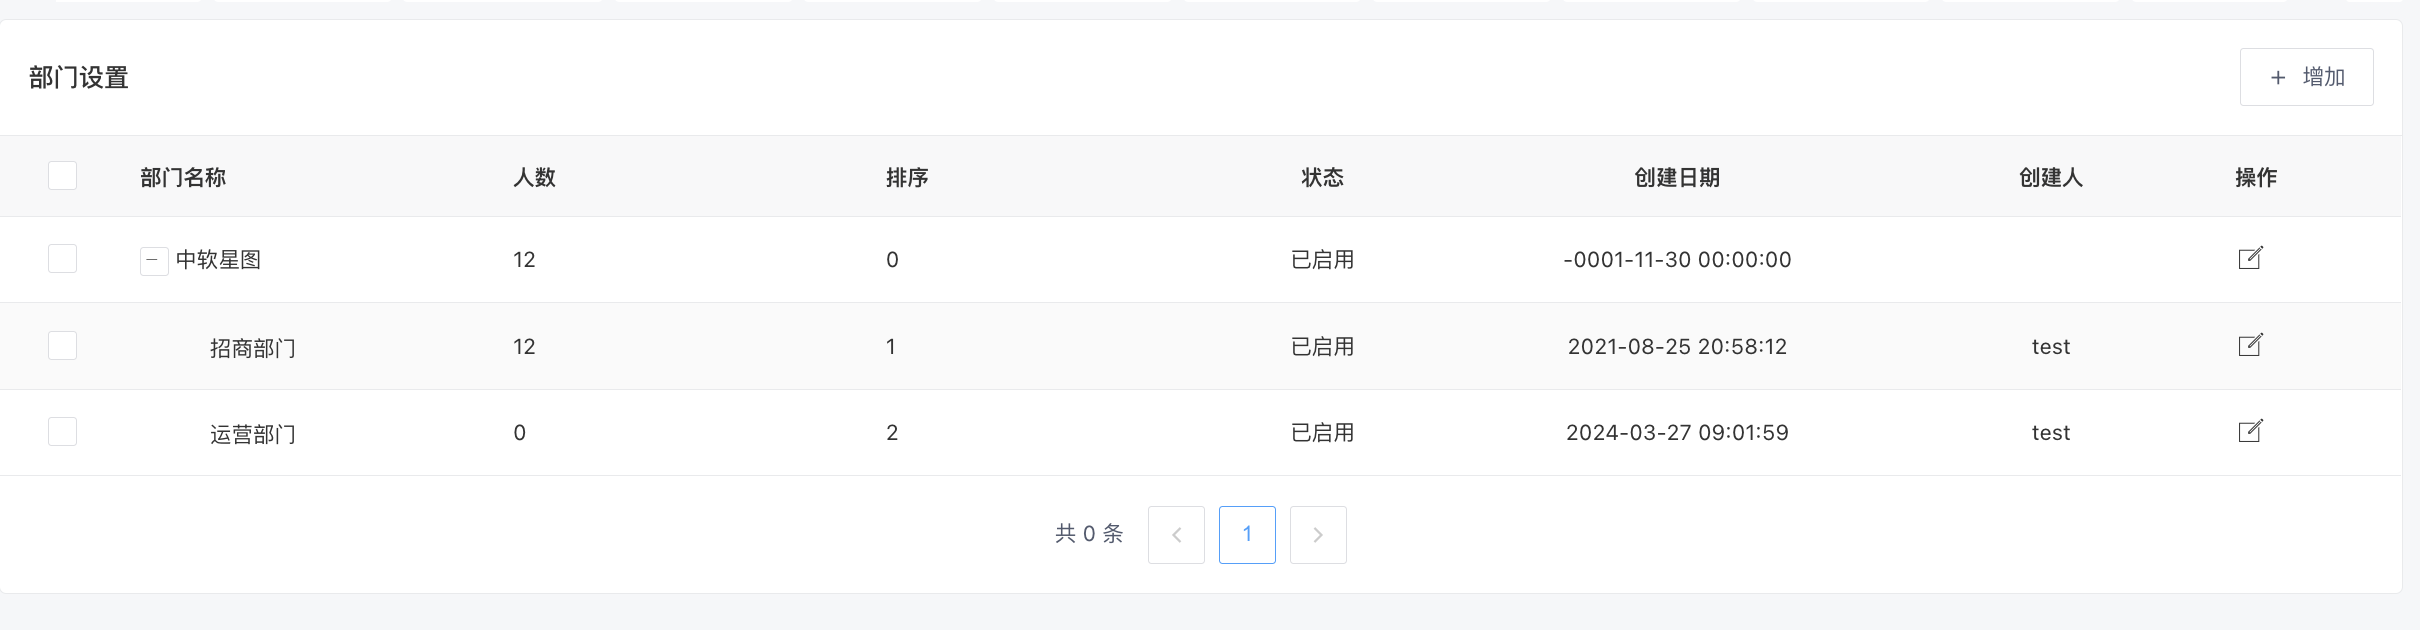 部门设置
+ 增加
部门名称 人数 排序 状态 创建日期 创建人 操作
中软星图 12 0 已启用 -0001-11-30 00:00:00
招商部门 12 1 已启用 2021-08-25 20:58:12 test
运营部门 0 2 已启用 2024-03-27 09:01:59 test
共 0 条 < 1 >